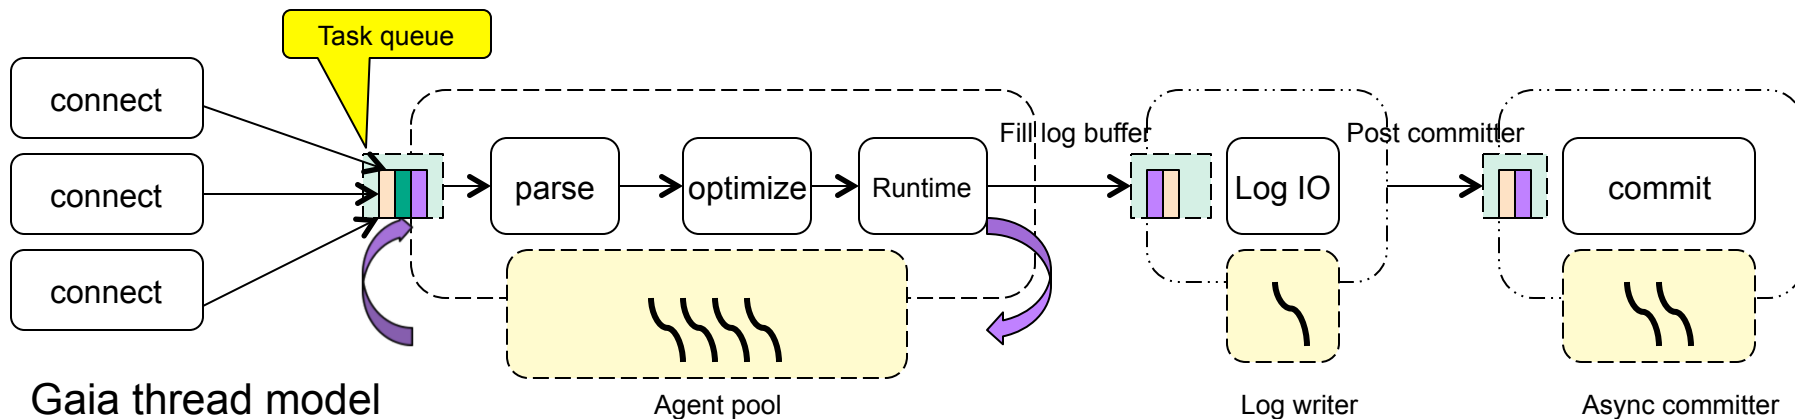 Task queue
connect
connect
connect
parse
optimize
Runtime
Fill log buffer
Log IO
Post committer
commit
Gaia thread model
Agent pool
Log writer
Async committer